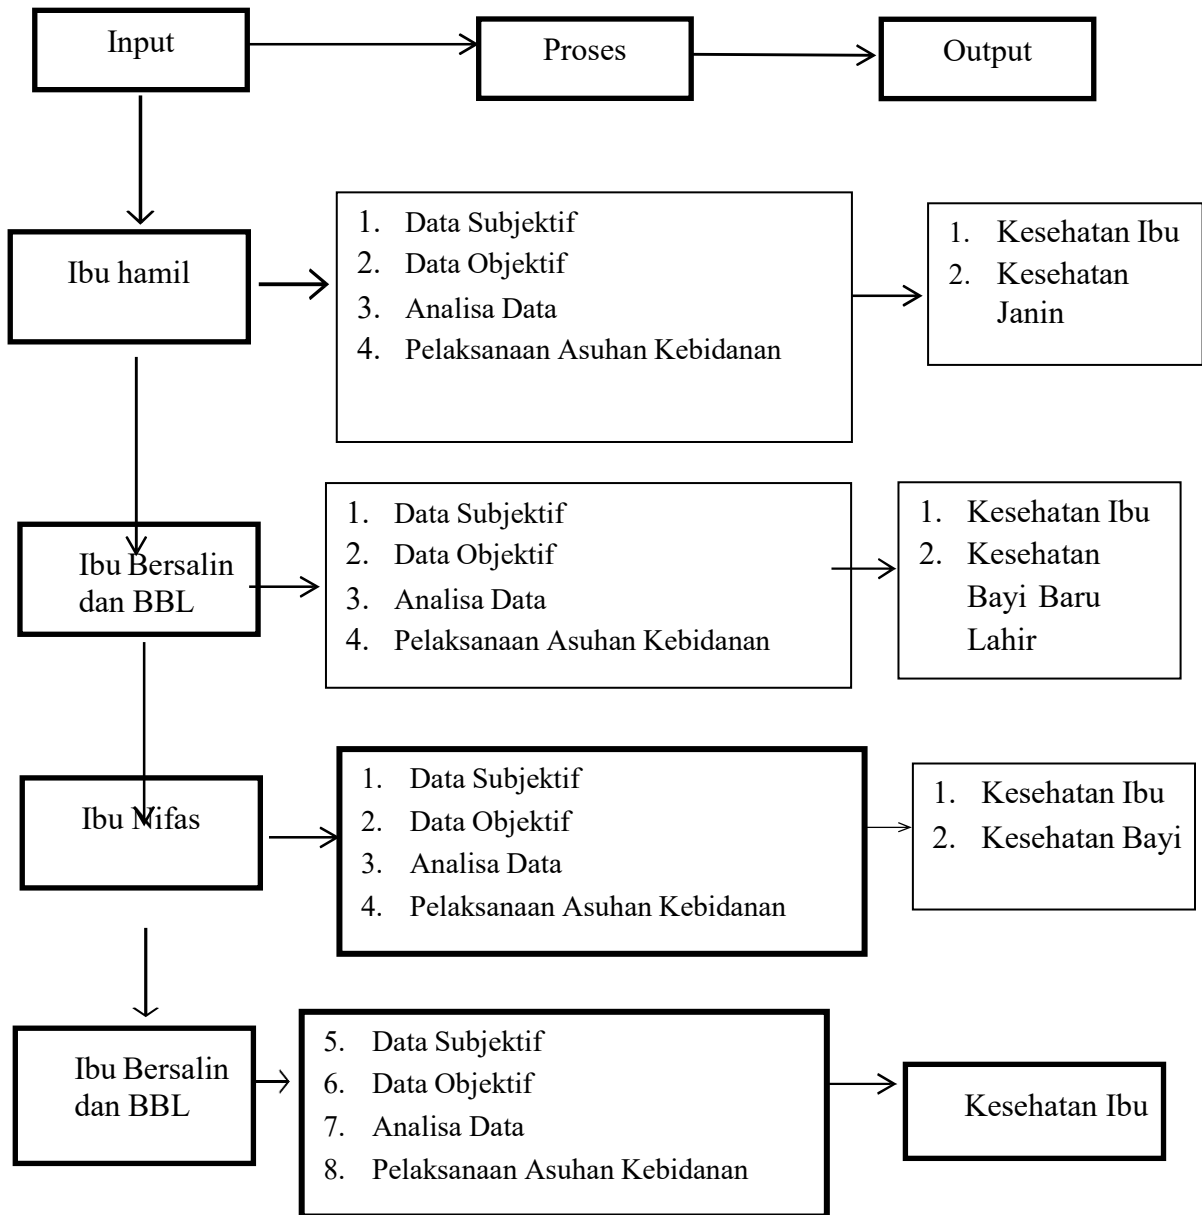 Input
Proses
Output
Ibu hamil
1. Data Subjektif
2. Data Objektif
3. Analisa Data
4. Pelaksanaan Asuhan Kebidanan
1. Kesehatan Ibu
2. Kesehatan
Janin
Ibu Bersalin
dan BBL
1. Data Subjektif
2. Data Objektif
3. Analisa Data
4. Pelaksanaan Asuhan Kebidanan
1. Kesehatan Ibu
2. Kesehatan
Bayi Baru
Lahir
Ibu Nifas
1. Data Subjektif
2. Data Objektif
3. Analisa Data
4. Pelaksanaan Asuhan Kebidanan
1. Kesehatan Ibu
2. Kesehatan Bayi
Ibu Bersalin
dan BBL
5. Data Subjektif
6. Data Objektif
7. Analisa Data
8. Pelaksanaan Asuhan Kebidanan
Kesehatan Ibu